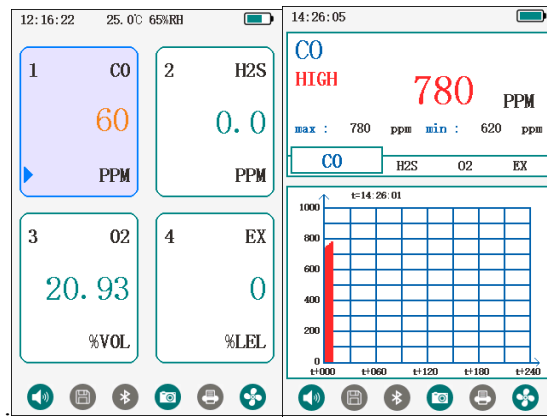 12:16:22 25.0℃ 65%RH
1 CO
60
PPM
2 H2S
0.0
PPM
3 O2
20.93
%VOL
4 EX
0
%LEL
14:26:05
CO
HIGH
780 PPM
max : 780 ppm min : 620 ppm
CO H2S O2 EX
t=14:26:01
1000
800
600
400
200
0
t+000 t+060 t+120 t+180 t+240